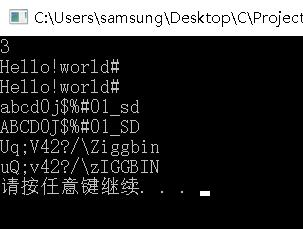 C:\Users\samsung\Desktop\C\Project
3
Hello!world#
Hello!world#
abcd0j$%#01_sd
ABCD0J$%#01_SD
Uq;V42?/\Ziggbin
uQ;v42?/\zIGGBIN
请按任意键继续. . .